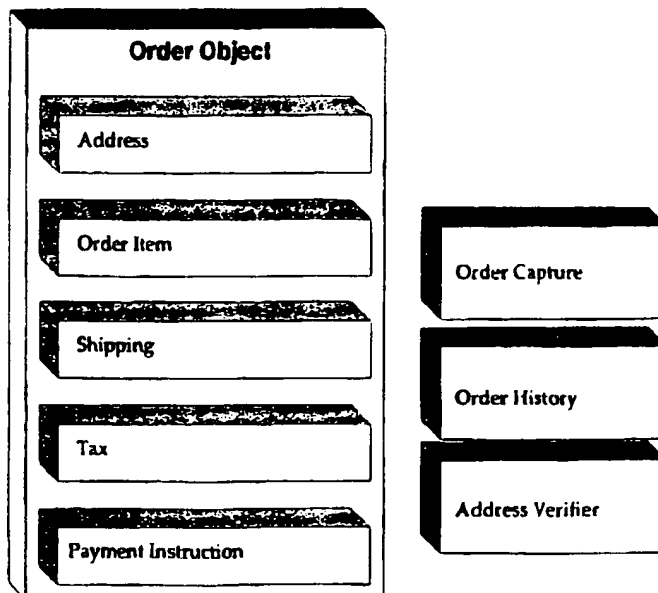 Order Object
Address
Order Item
Shipping
Tax
Payment Instruction
Order Capture
Order History
Address Verifier